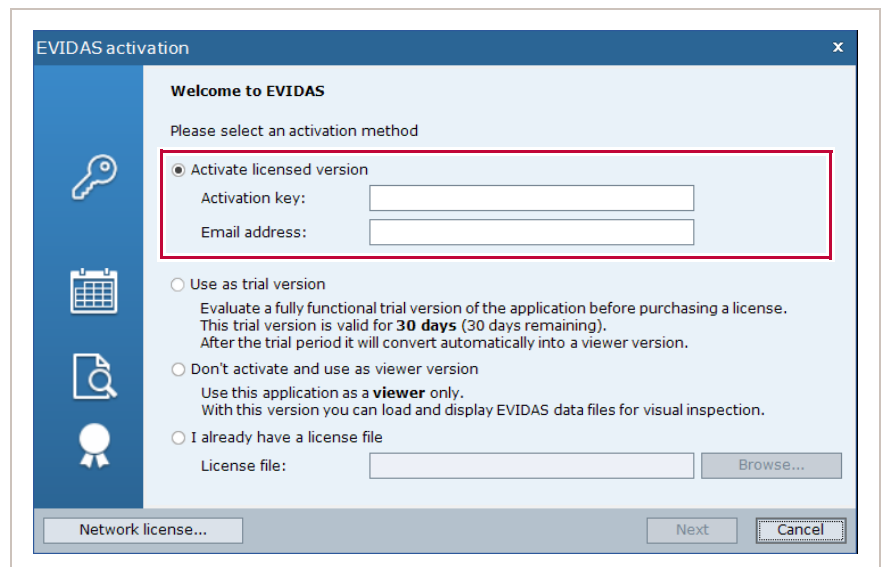 EVIDAS activation
x
Welcome to EVIDAS
Please select an activation method
Activate licensed version
Activation key:
Email address:
Use as trial version
Evaluate a fully functional trial version of the application before purchasing a license.
This trial version is valid for 30 days (30 days remaining).
After the trial period it will convert automatically into a viewer version.
Don't activate and use as viewer version
Use this application as a viewer only.
With this version you can load and display EVIDAS data files for visual inspection.
I already have a license file
License file:
Browse...
Network license...
Next
Cancel